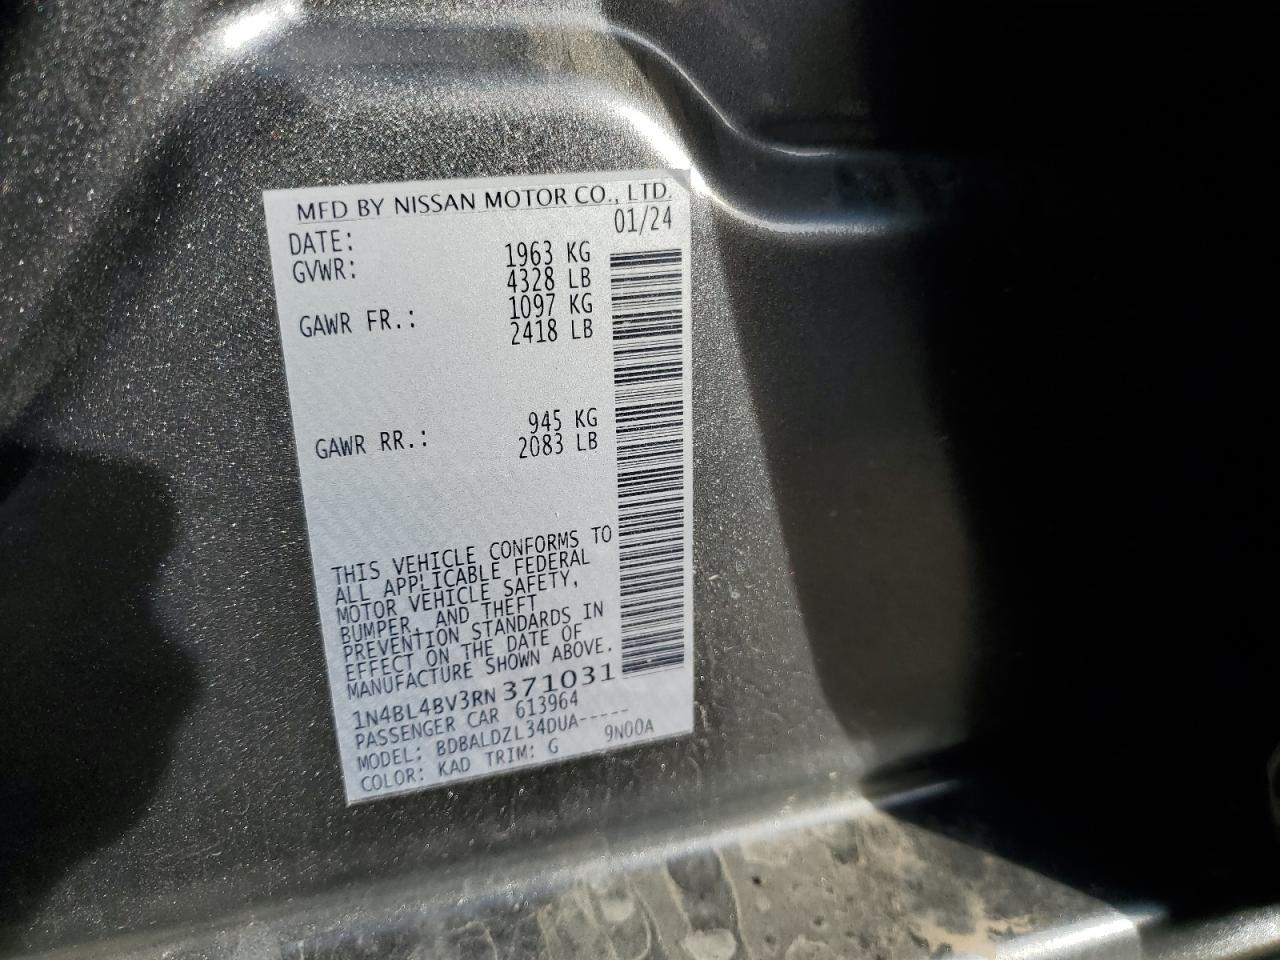 MFD BY NISSAN MOTOR CO., LTD.
DATE: 01/24
GVWR: 1963 KG
4328 LB
GAWR FR.: 1097 KG
2418 LB
GAWR RR.: 945 KG
2083 LB
THIS VEHICLE CONFORMS TO
ALL APPLICABLE FEDERAL
MOTOR VEHICLE SAFETY,
BUMPER, AND THEFT
PREVENTION STANDARDS IN
EFFECT ON THE DATE OF
MANUFACTURE SHOWN ABOVE.
1N4BL4BV3RN371031
PASSENGER CAR 613964
MODEL: BDBALDZL34DUA-----
COLOR: KAD TRIM: G 9N00A